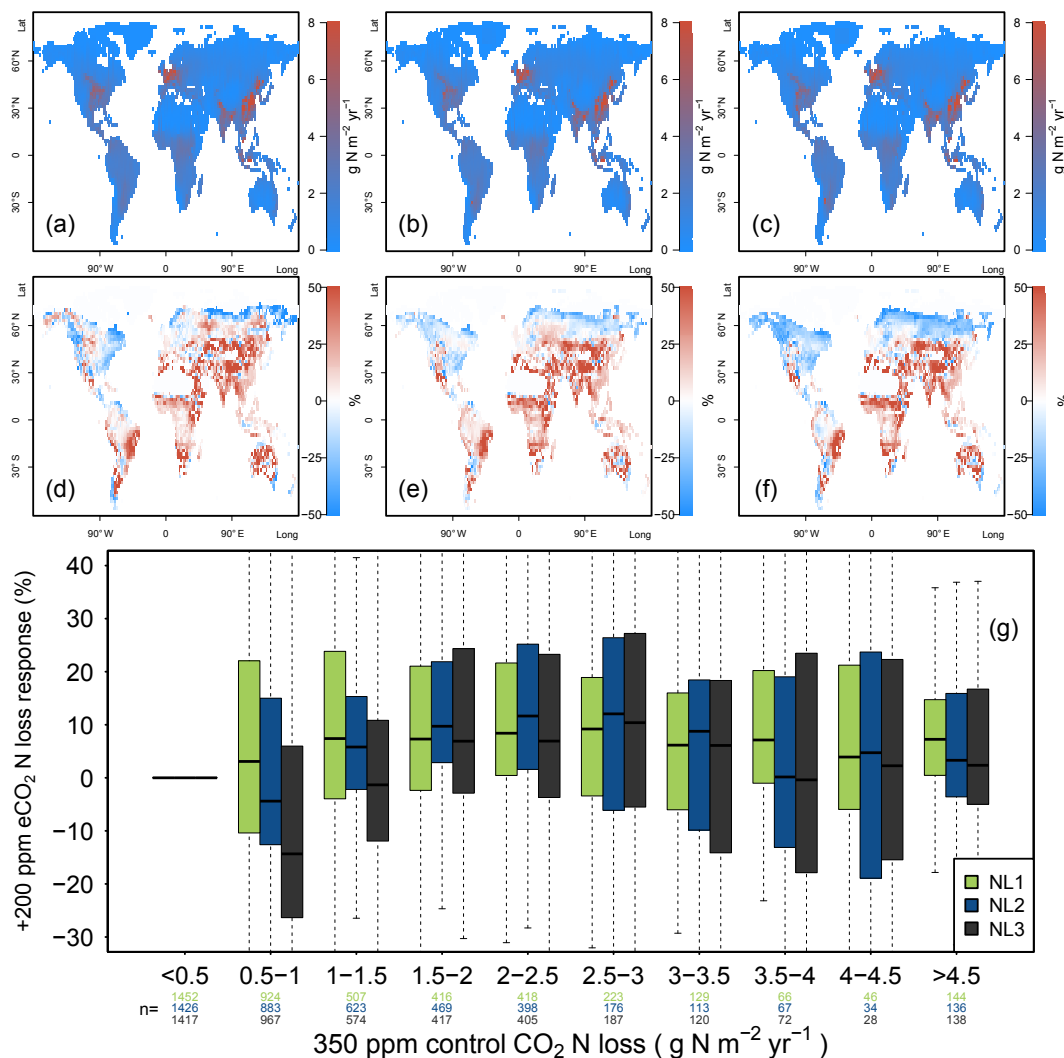 Lat
60°N
30°N
0
30°S
(a)
90° W
0
90° E
Long
0
2
4
6
8
g N m−2 yr−1
Lat
60°N
30°N
0
30°S
(b)
90° W
0
90° E
Long
0
2
4
6
8
g N m−2 yr−1
Lat
60°N
30°N
0
30°S
(c)
90° W
0
90° E
Long
0
2
4
6
8
g N m−2 yr−1
Lat
60° N
30° N
0
30° S
(d)
90° W
0
90° E
Long
−50
−25
0
25
50
%
Lat
60° N
30° N
0
30° S
(e)
90° W
0
90° E
Long
−50
−25
0
25
50
%
Lat
60° N
30° N
0
30° S
(f)
90° W
0
90° E
Long
−50
−25
0
25
50
%
+200 ppm eCO2 N loss response (%)
40
30
20
10
0
−10
−20
−30
(g)
NL1
NL2
NL3
<0.5 0.5−1 1−1.5 1.5−2 2−2.5 2.5−3 3−3.5 3.5−4 4−4.5 >4.5
1452 924 507 416 418 223 129 66 46 144
n= 1426 883 623 469 398 176 113 67 34 136
1417 967 574 417 405 187 120 72 28 138
350 ppm control CO2 N loss ( g N m−2 yr−1 )